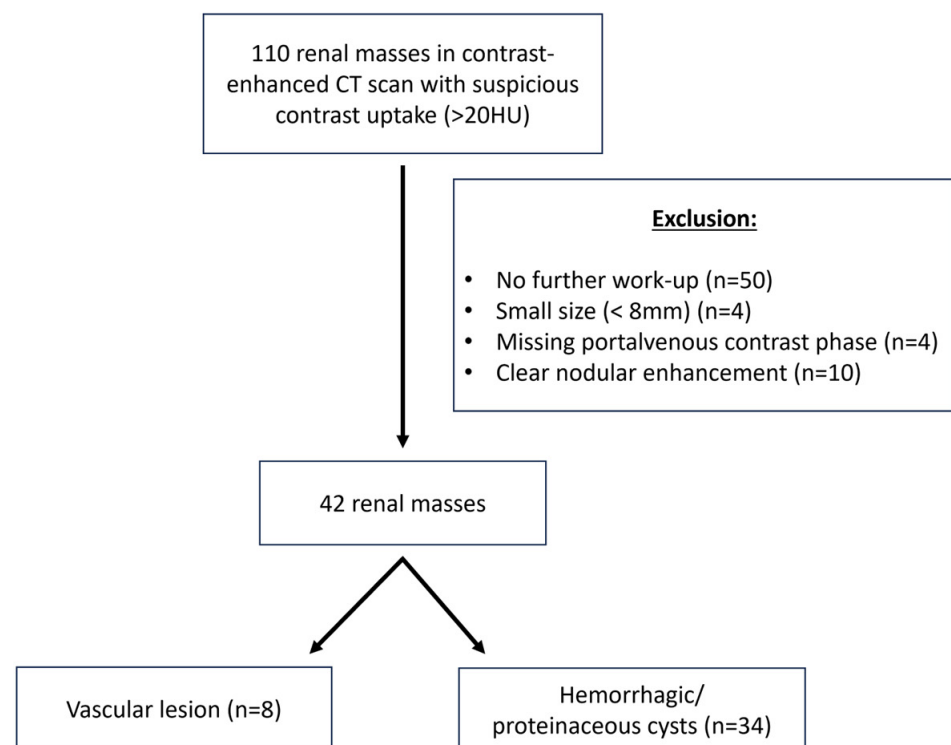 110 renal masses in contrast-
enhanced CT scan with suspicious
contrast uptake (>20HU)
Exclusion:
• No further work-up (n=50)
• Small size (< 8mm) (n=4)
• Missing portalvenous contrast phase (n=4)
• Clear nodular enhancement (n=10)
42 renal masses
Vascular lesion (n=8)
Hemorrhagic/
proteinaceous cysts (n=34)